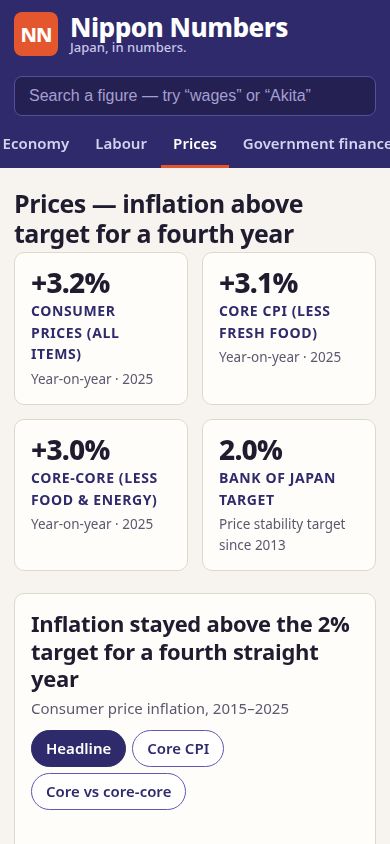 NN
Nippon Numbers
Japan, in numbers.
Search a figure — try “wages” or “Akita”
Economy Labour Prices Government finance
Prices — inflation above
target for a fourth year
+3.2%
CONSUMER
PRICES (ALL
ITEMS)
Year-on-year · 2025
+3.1%
CORE CPI (LESS
FRESH FOOD)
Year-on-year · 2025
+3.0%
CORE-CORE (LESS
FOOD & ENERGY)
Year-on-year · 2025
2.0%
BANK OF JAPAN
TARGET
Price stability target
since 2013
Inflation stayed above the 2%
target for a fourth straight
year
Consumer price inflation, 2015–2025
Headline Core CPI
Core vs core-core